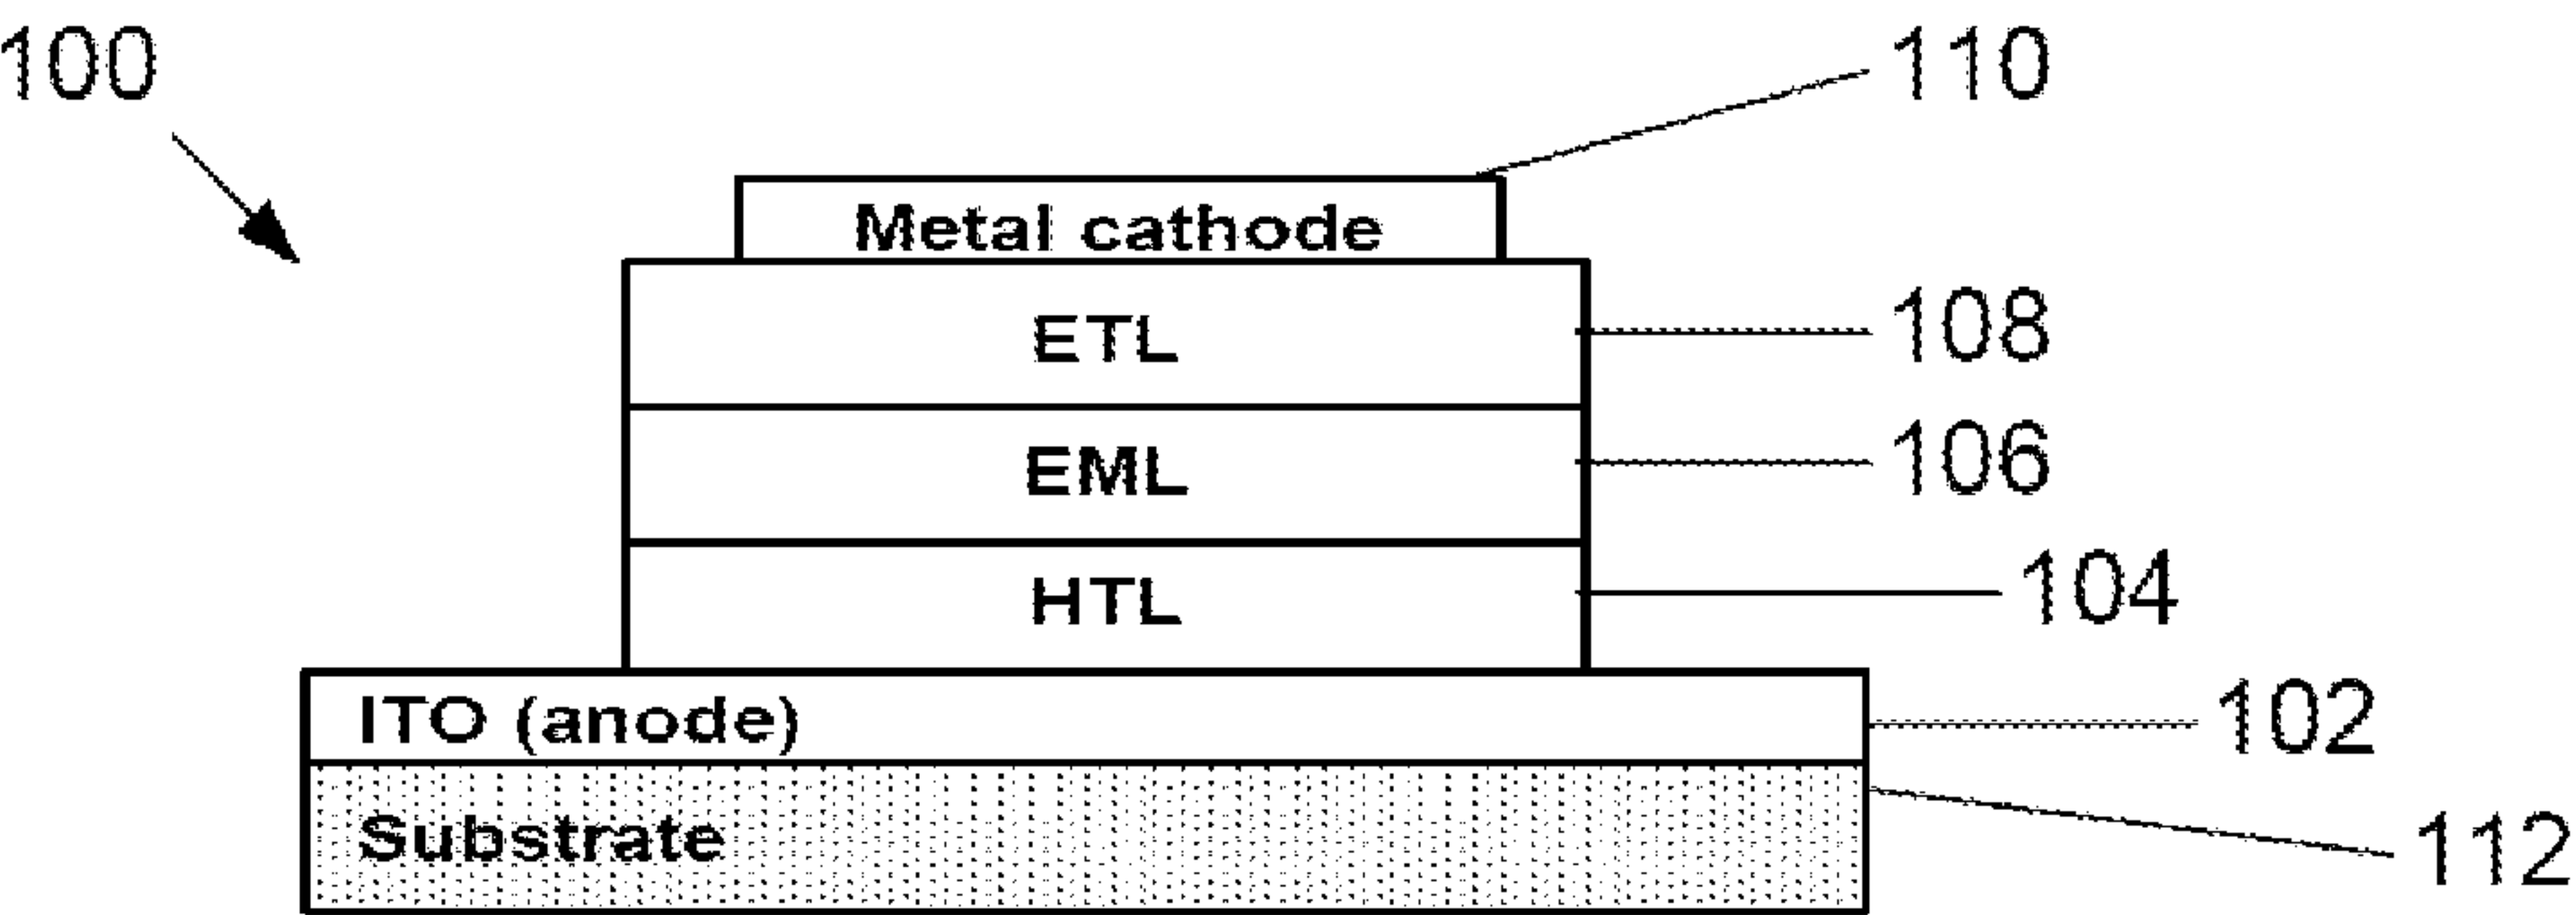 100
110
Metal cathode
ETL
108
EML
106
HTL
104
ITO (anode)
102
Substrate
112